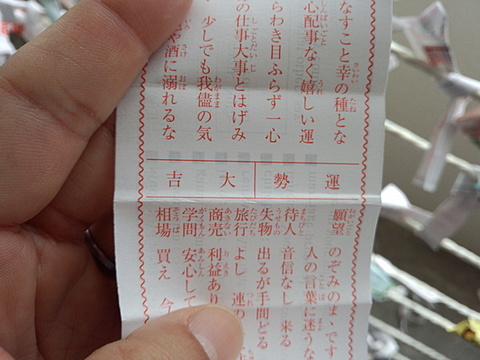 なすこと幸の種とな
心配事なく嬉しい運
らわき目ふらず一心
の仕事大事とはげみ
少しでも我儘の気
や酒に溺れるな
運勢 大吉
願望 のぞみのまゝです
人の言葉に迷うな
待人 音信なし 来る
失物 出るが手間どる
旅行 よし 連の
商売 利益あり
学問 安心して
相場 買え 今